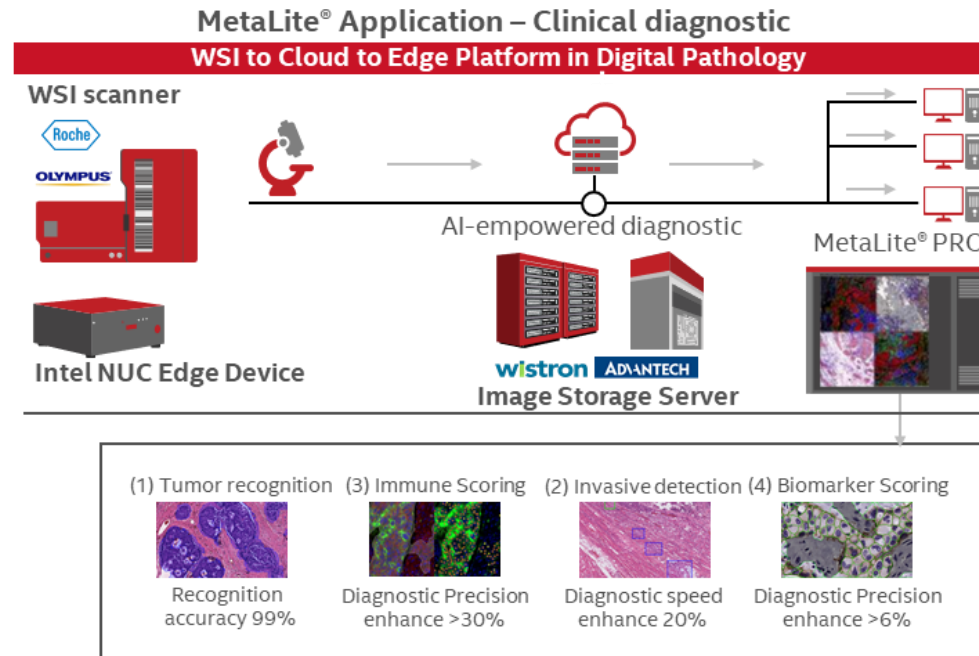 MetaLite® Application – Clinical diagnostic
WSI to Cloud to Edge Platform in Digital Pathology
WSI scanner
Roche
OLYMPUS
AI-empowered diagnostic
MetaLite® PRO
Intel NUC Edge Device
wistron ADVANTECH
Image Storage Server
(1) Tumor recognition
Recognition
accuracy 99%
(3) Immune Scoring
Diagnostic Precision
enhance >30%
(2) Invasive detection
Diagnostic speed
enhance 20%
(4) Biomarker Scoring
Diagnostic Precision
enhance >6%